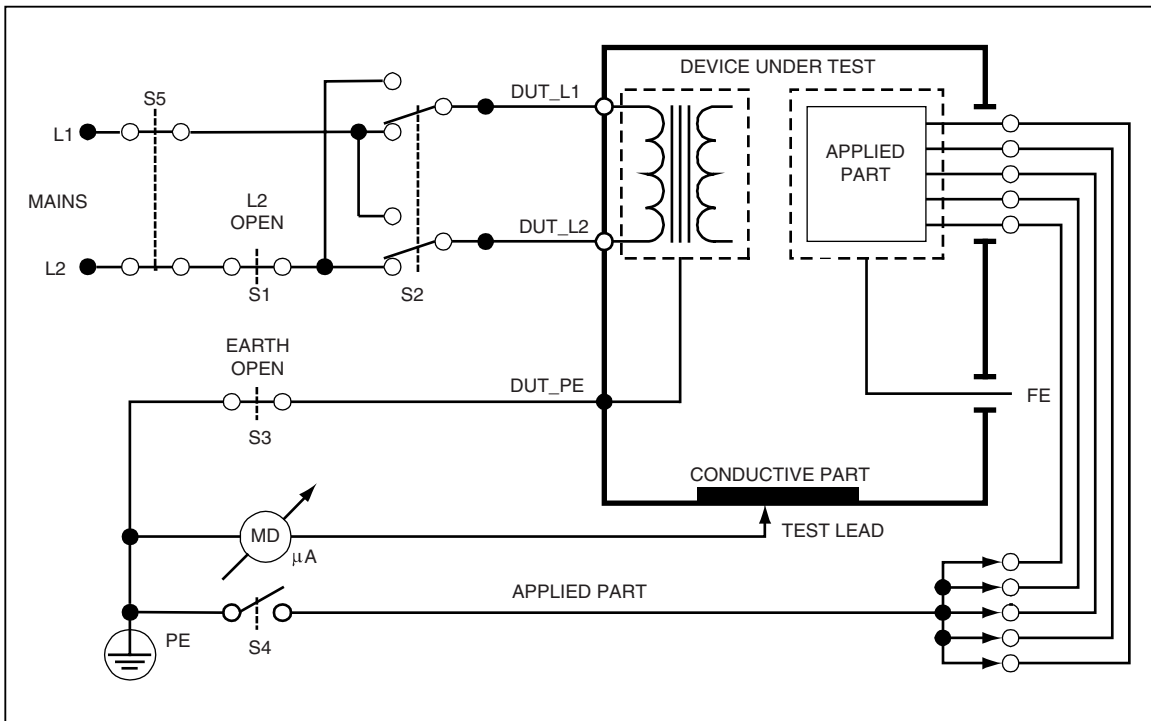 DEVICE UNDER TEST
S5
DUT_L1
L1
APPLIED
PART
MAINS
L2
OPEN
DUT_L2
L2
S1
S2
EARTH
OPEN
DUT_PE
FE
S3
CONDUCTIVE PART
TEST LEAD
MD
μA
APPLIED PART
PE
S4